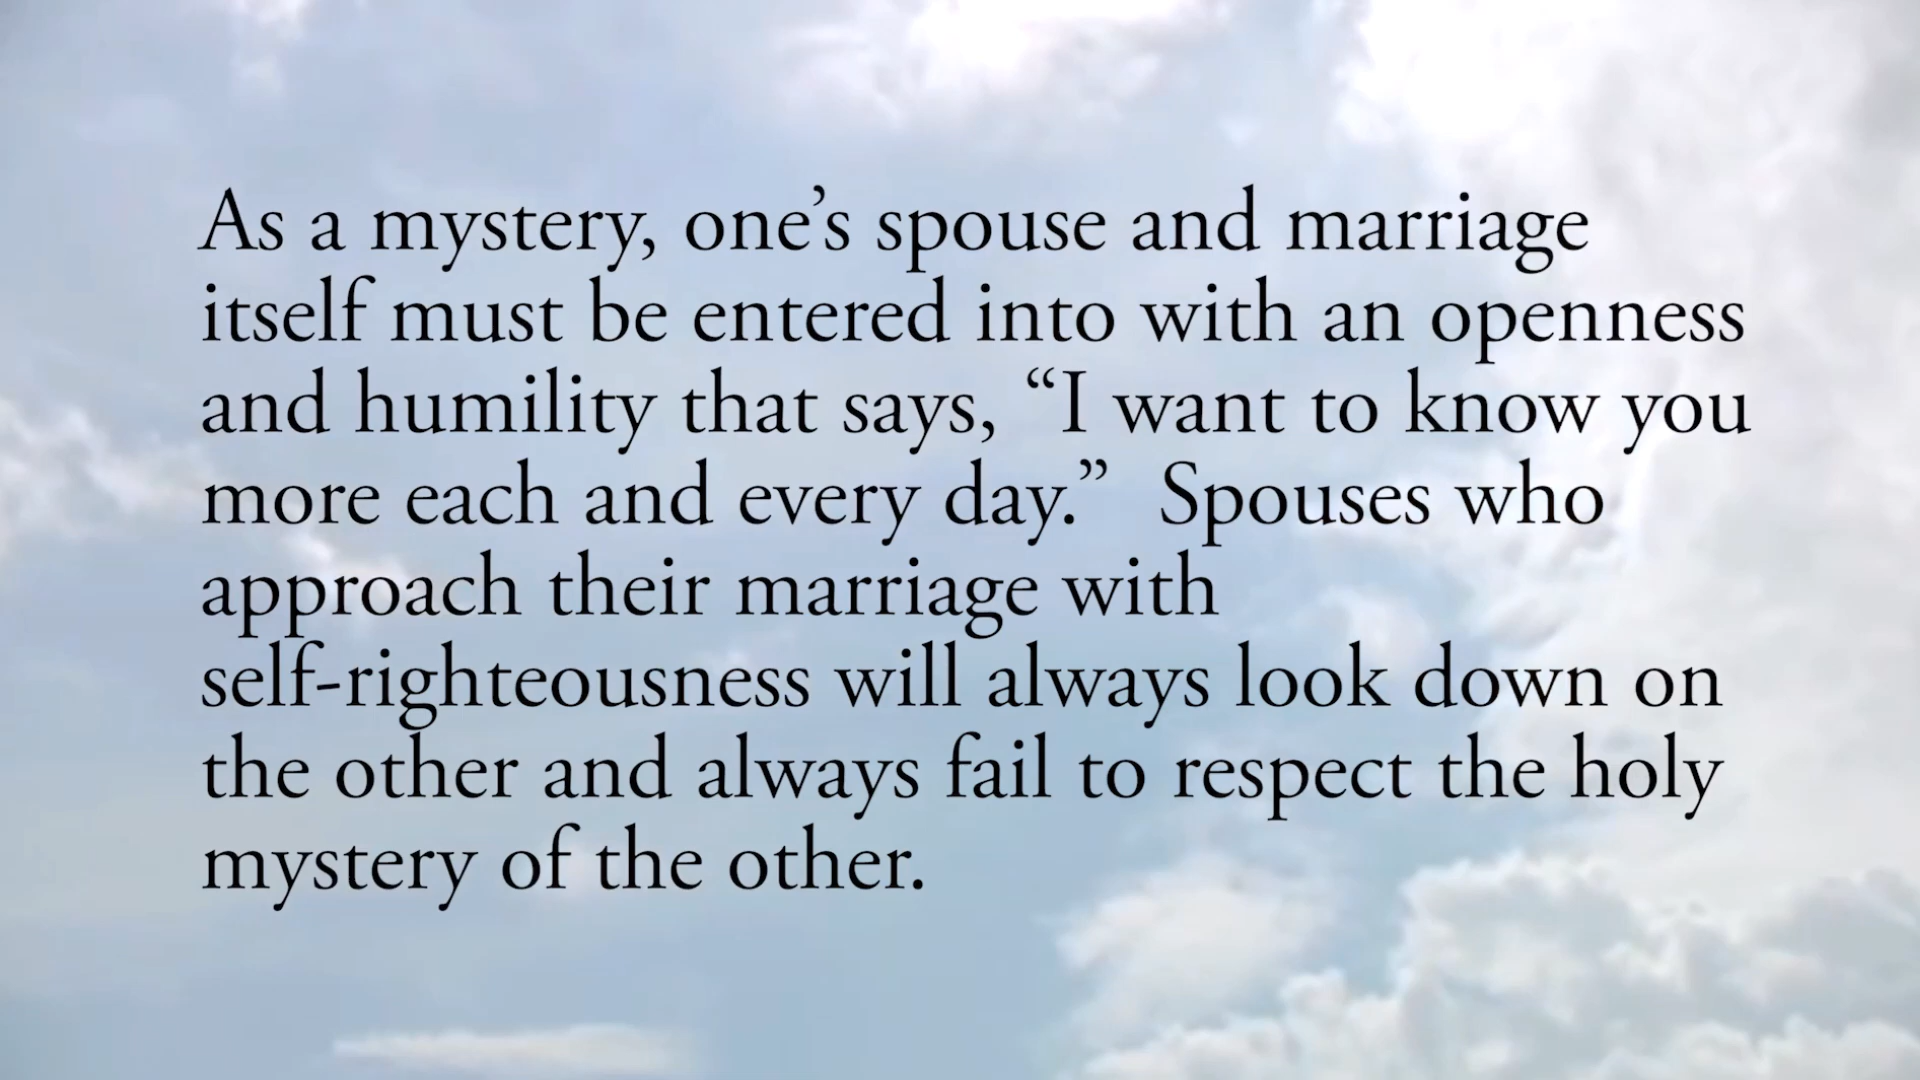 As a mystery, one’s spouse and marriage
itself must be entered into with an openness
and humility that says, “I want to know you
more each and every day.”  Spouses who
approach their marriage with
self-righteousness will always look down on
the other and always fail to respect the holy
mystery of the other.